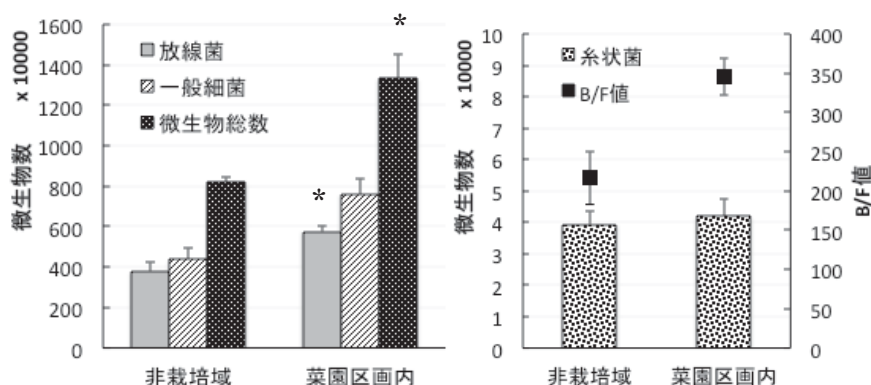 x 10000
微生物数
1600
1400
1200
1000
800
600
400
200
0
放線菌
一般細菌
微生物総数
*
*
非栽培域
菜園区画内
x 10000
微生物数
10
9
8
7
6
5
4
3
2
1
0
糸状菌
B/F値
400
350
300
250
200
150
100
50
0
B/F値
非栽培域
菜園区画内